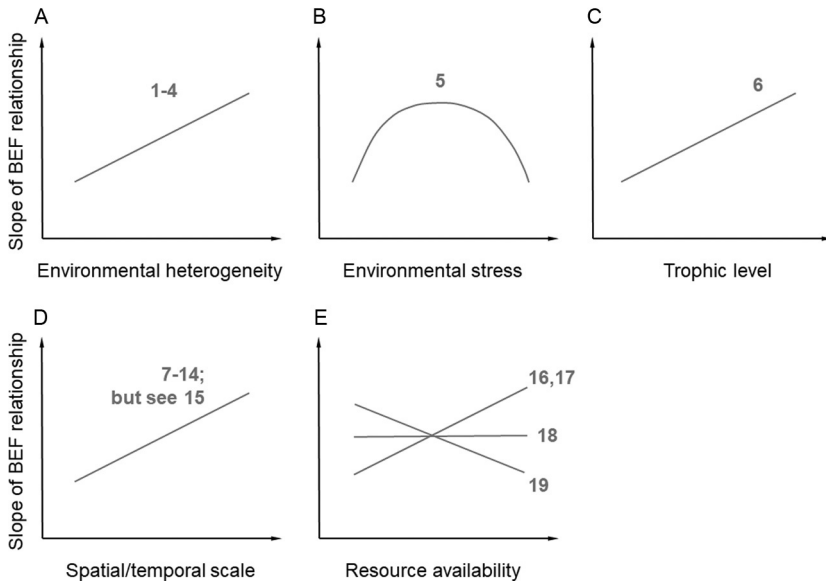 A
Slope of BEF relationship
1-4
Environmental heterogeneity
B
5
Environmental stress
C
6
Trophic level
D
Slope of BEF relationship
7-14;
but see 15
Spatial/temporal scale
E
16,17
18
19
Resource availability